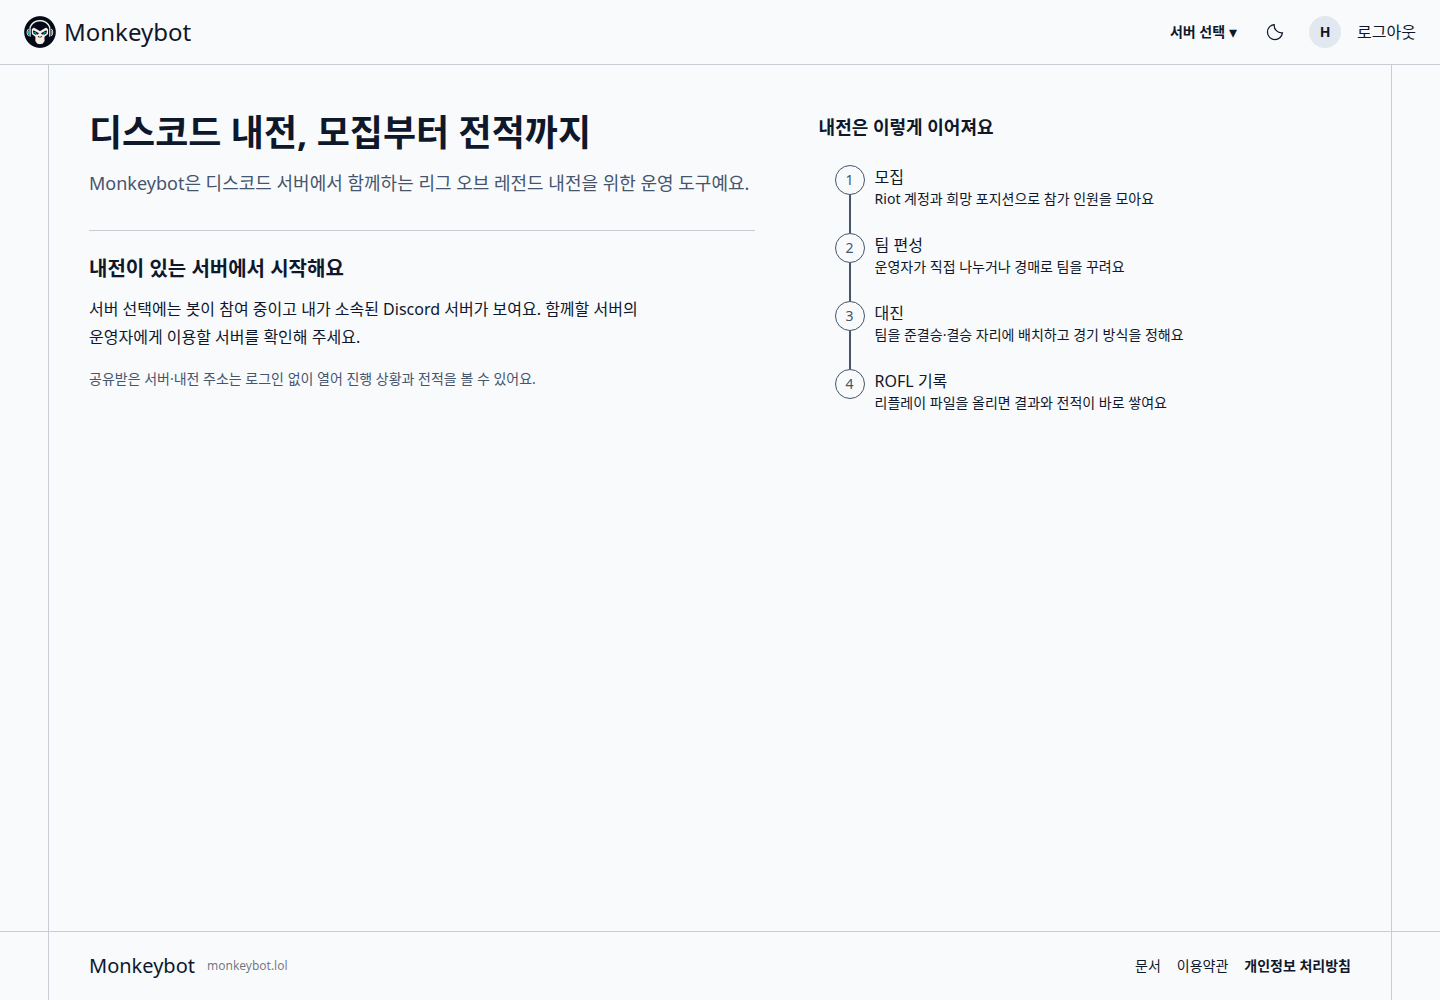 Monkeybot
서버 선택 ▾
H
로그아웃
디스코드 내전, 모집부터 전적까지
Monkeybot은 디스코드 서버에서 함께하는 리그 오브 레전드 내전을 위한 운영 도구예요.
내전이 있는 서버에서 시작해요
서버 선택에는 봇이 참여 중이고 내가 소속된 Discord 서버가 보여요. 함께할 서버의
운영자에게 이용할 서버를 확인해 주세요.
공유받은 서버·내전 주소는 로그인 없이 열어 진행 상황과 전적을 볼 수 있어요.
내전은 이렇게 이어져요
1 모집
Riot 계정과 희망 포지션으로 참가 인원을 모아요
2 팀 편성
운영자가 직접 나누거나 경매로 팀을 꾸려요
3 대진
팀을 준결승·결승 자리에 배치하고 경기 방식을 정해요
4 ROFL 기록
리플레이 파일을 올리면 결과와 전적이 바로 쌓여요
Monkeybot monkeybot.lol
문서 이용약관 개인정보 처리방침